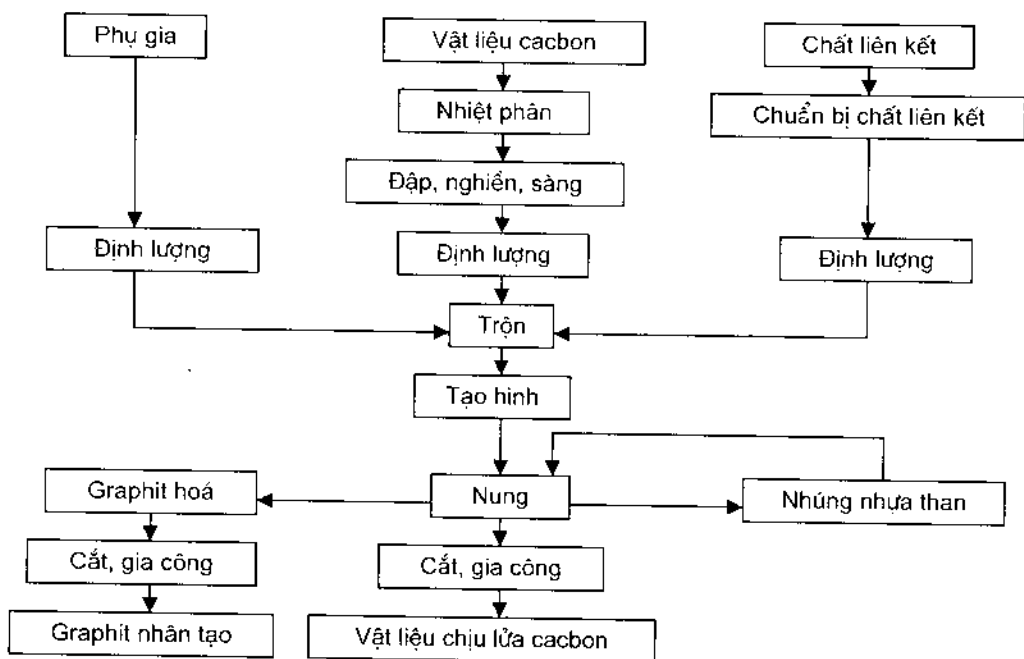 Phụ gia
Vật liệu cacbon
Chất liên kết
Nhiệt phân
Chuẩn bị chất liên kết
Đập, nghiền, sàng
Định lượng
Định lượng
Định lượng
Trộn
Tạo hình
Graphit hoá
Nung
Nhúng nhựa than
Cắt, gia công
Cắt, gia công
Graphit nhân tạo
Vật liệu chịu lửa cacbon